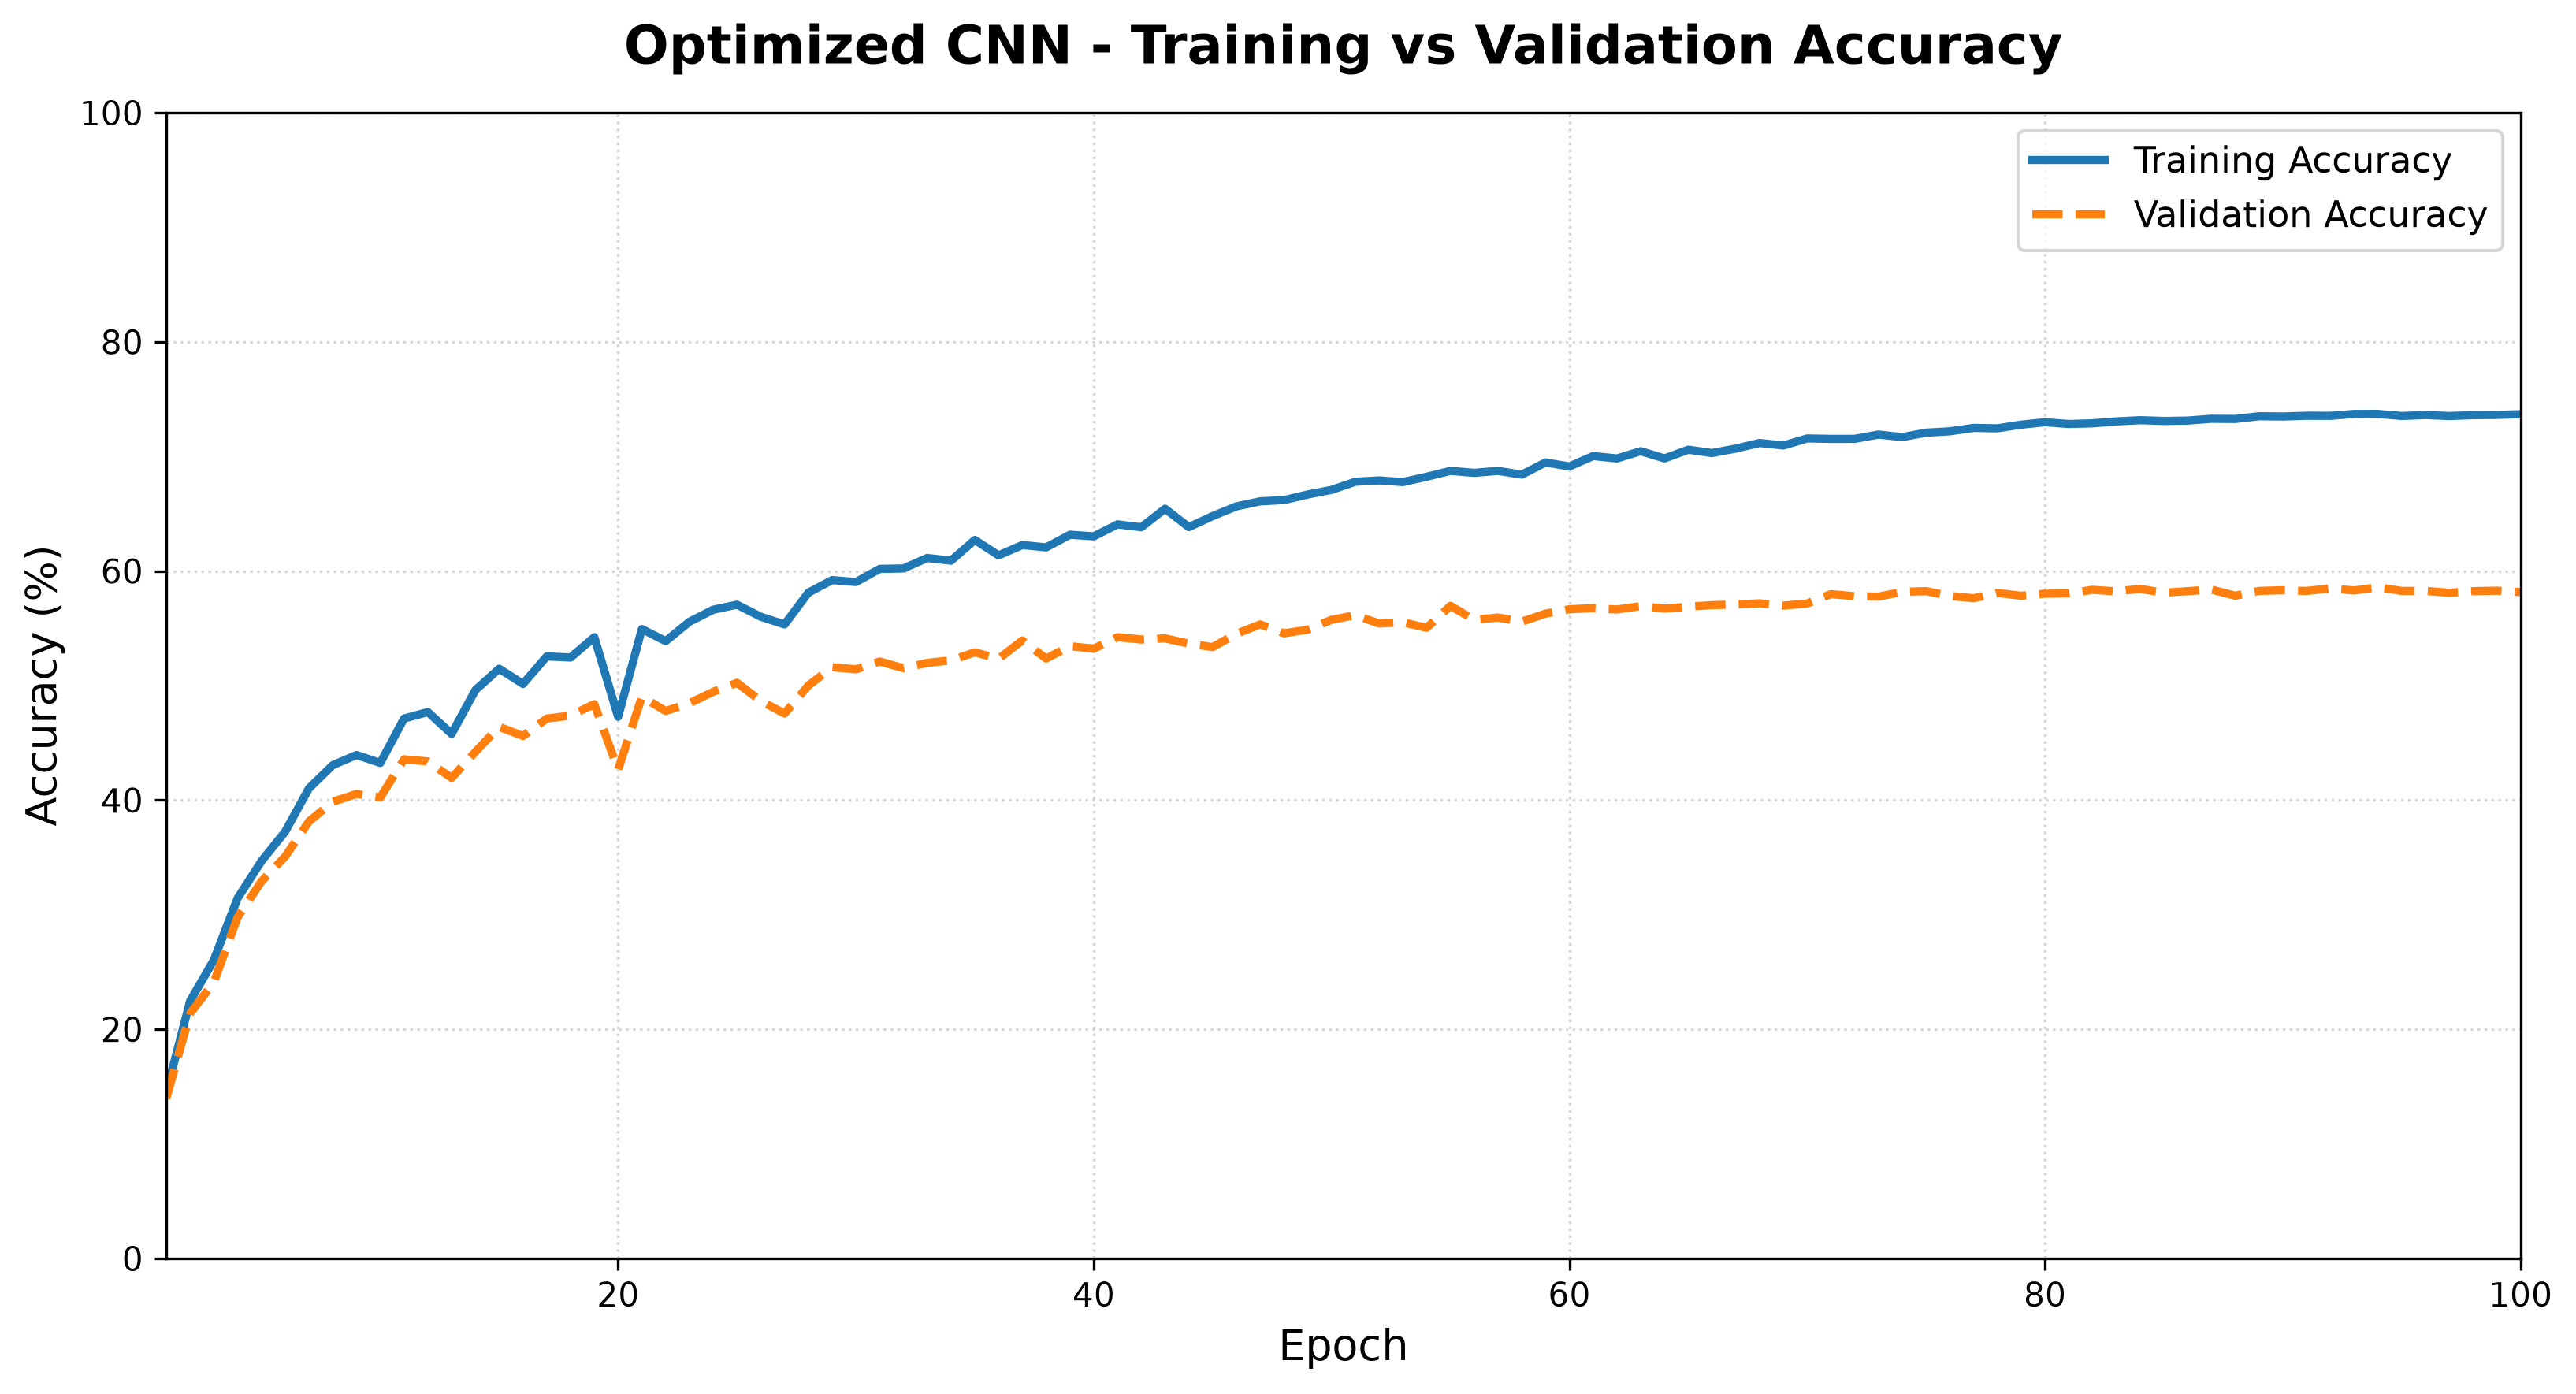 Optimized CNN - Training vs Validation Accuracy
Training Accuracy
Validation Accuracy
Accuracy (%)
100
80
60
40
20
0
20 40 60 80 100
Epoch